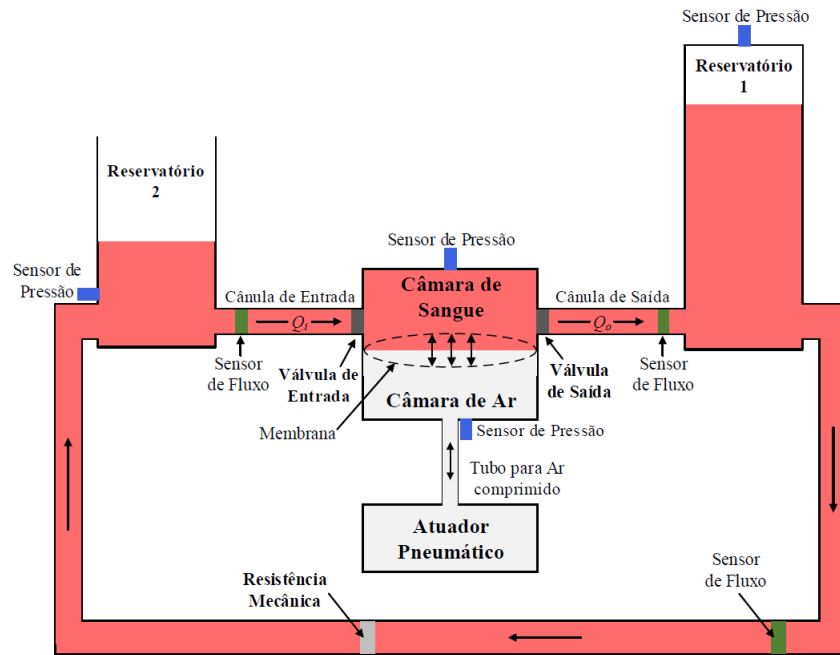 Sensor de Pressão
Reservatório
1
Reservatório
2
Sensor de Pressão
Sensor de
Pressão
Cânula de Entrada
Câmara de
Sangue
Cânula de Saída
Qi
Qo
Sensor
de Fluxo
Válvula de
Entrada
Válvula
de Saída
Sensor
de Fluxo
Câmara de Ar
Membrana
Sensor de Pressão
Tubo para Ar
comprimido
Atuador
Pneumático
Resistência
Mecânica
Sensor
de Fluxo